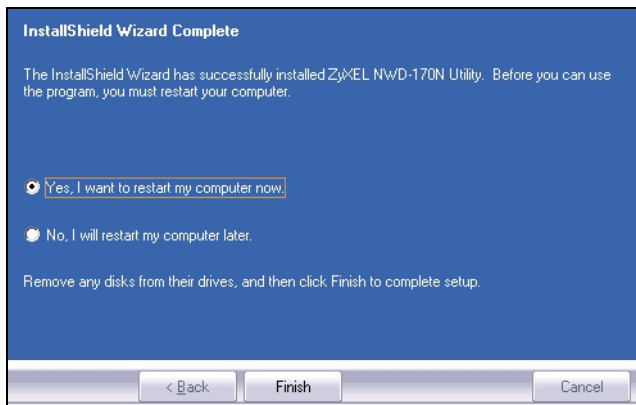 InstallShield Wizard Complete
The InstallShield Wizard has successfully installed ZyXEL NWD-170N Utility. Before you can use
the program, you must restart your computer.
Yes, I want to restart my computer now.
No, I will restart my computer later.
Remove any disks from their drives, and then click Finish to complete setup.
< Back
Finish
Cancel